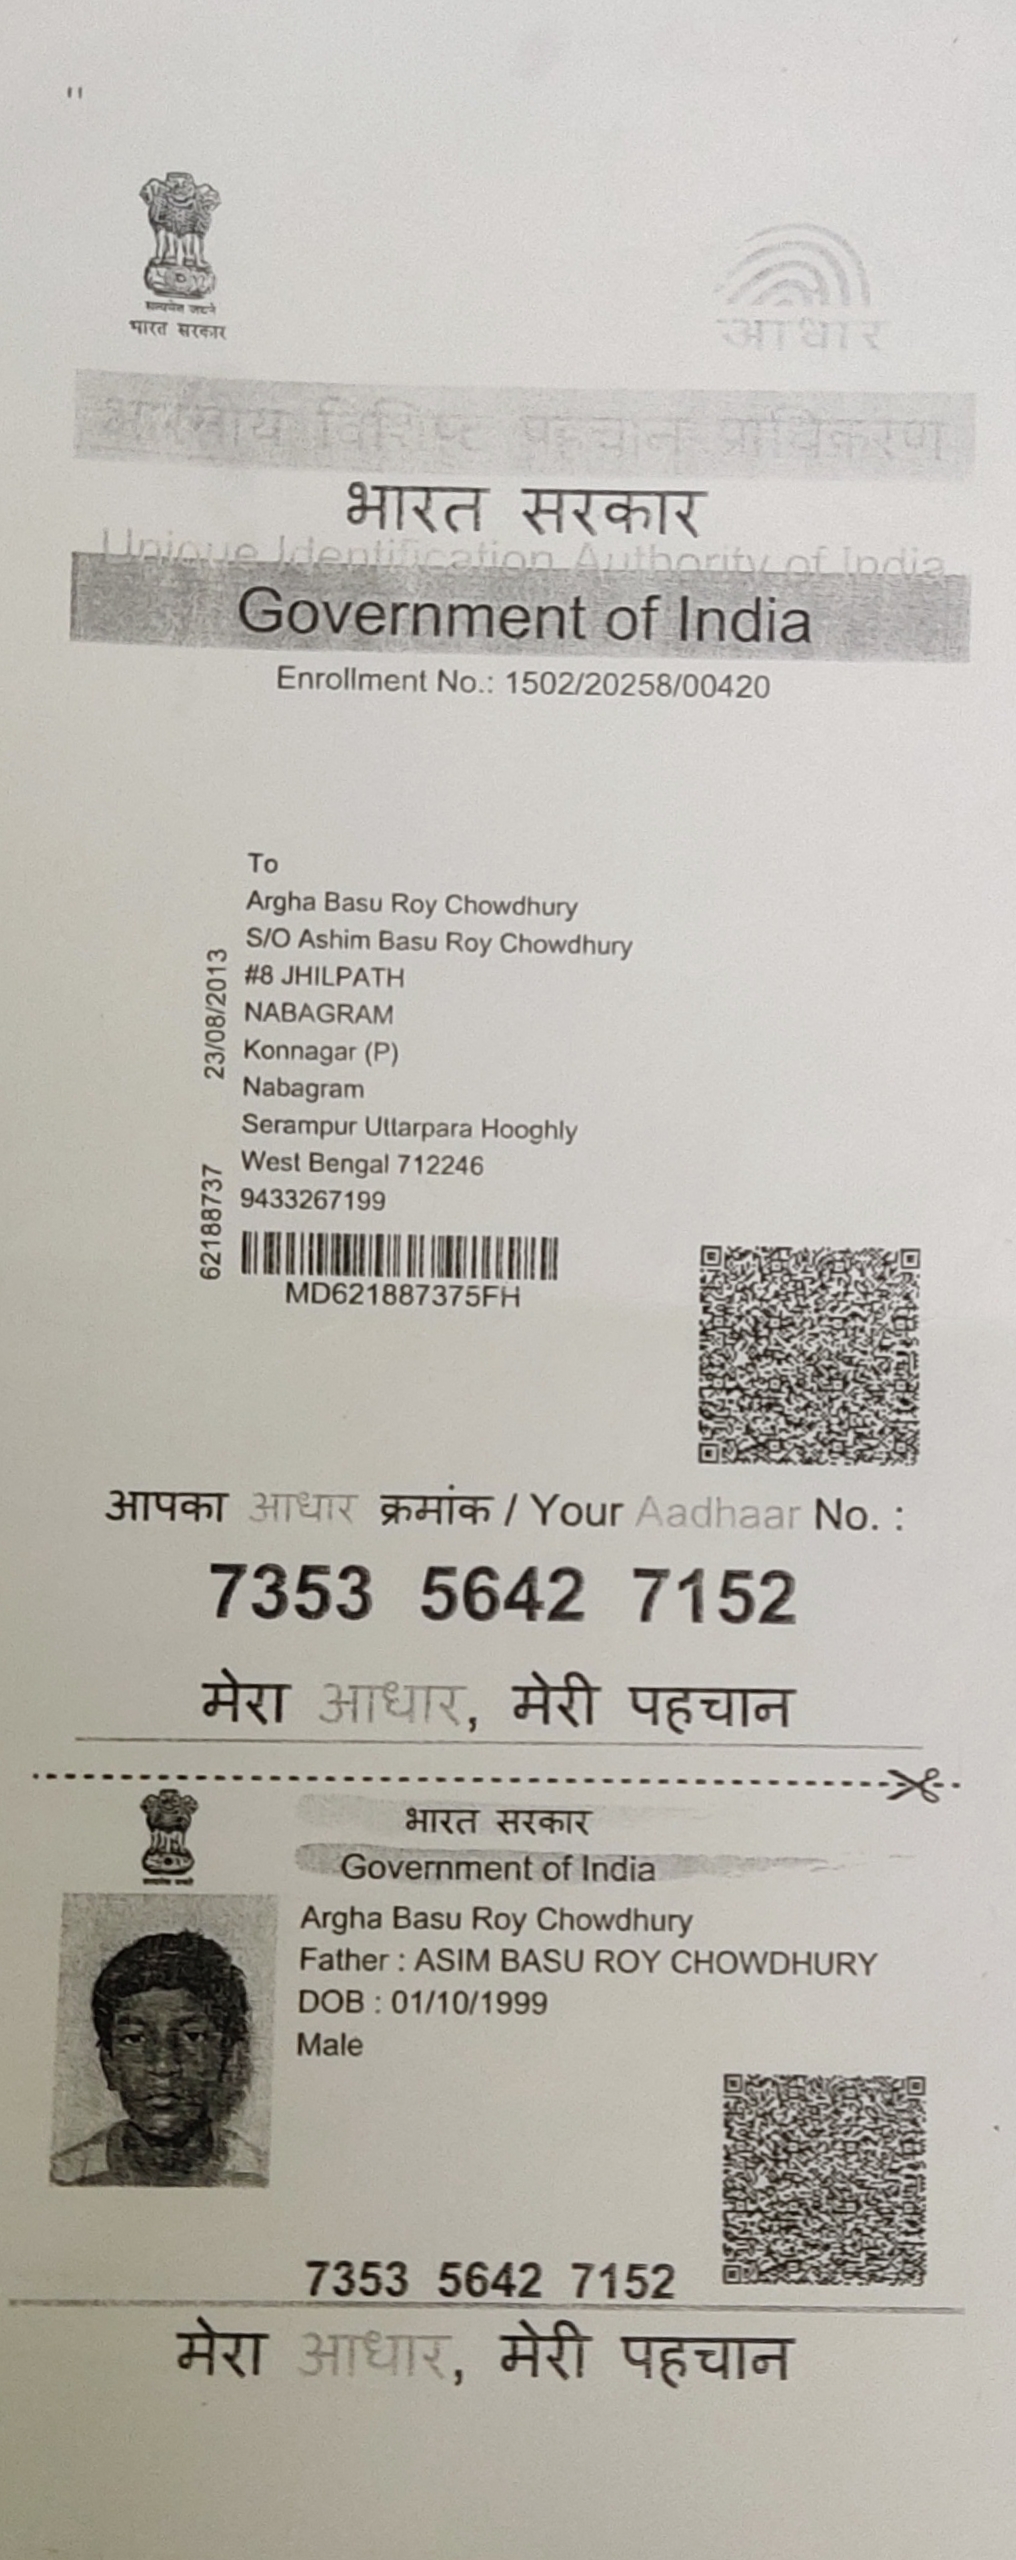 "
सत्यमेव जयते
भारत सरकार
आधार
भारतीय विशिष्ट पहचान प्राधिकरण
भारत सरकार
Unique Identification Authority of India
Government of India
Enrollment No.: 1502/20258/00420
To
Argha Basu Roy Chowdhury
S/O Ashim Basu Roy Chowdhury
#8 JHILPATH
NABAGRAM
Konnagar (P)
Nabagram
Serampur Uttarpara Hooghly
West Bengal 712246
9433267199
23/08/2013
62188737
MD621887375FH
आपका आधार क्रमांक / Your Aadhaar No. :
7353 5642 7152
मेरा आधार, मेरी पहचान
सत्यमेव जयते
भारत सरकार
Government of India
Argha Basu Roy Chowdhury
Father : ASIM BASU ROY CHOWDHURY
DOB : 01/10/1999
Male
7353 5642 7152
मेरा आधार, मेरी पहचान